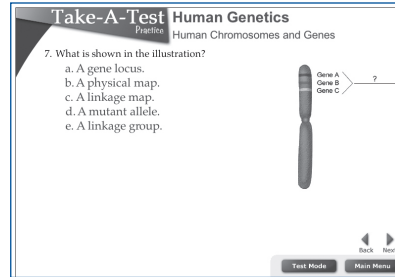 Take-A-Test Human Genetics
Practice
Human Chromosomes and Genes
7. What is shown in the illustration?
a. A gene locus.
b. A physical map.
c. A linkage map.
d. A mutant allele.
e. A linkage group.
Gene A
Gene B
Gene C
?
Back Next
Test Mode Main Menu